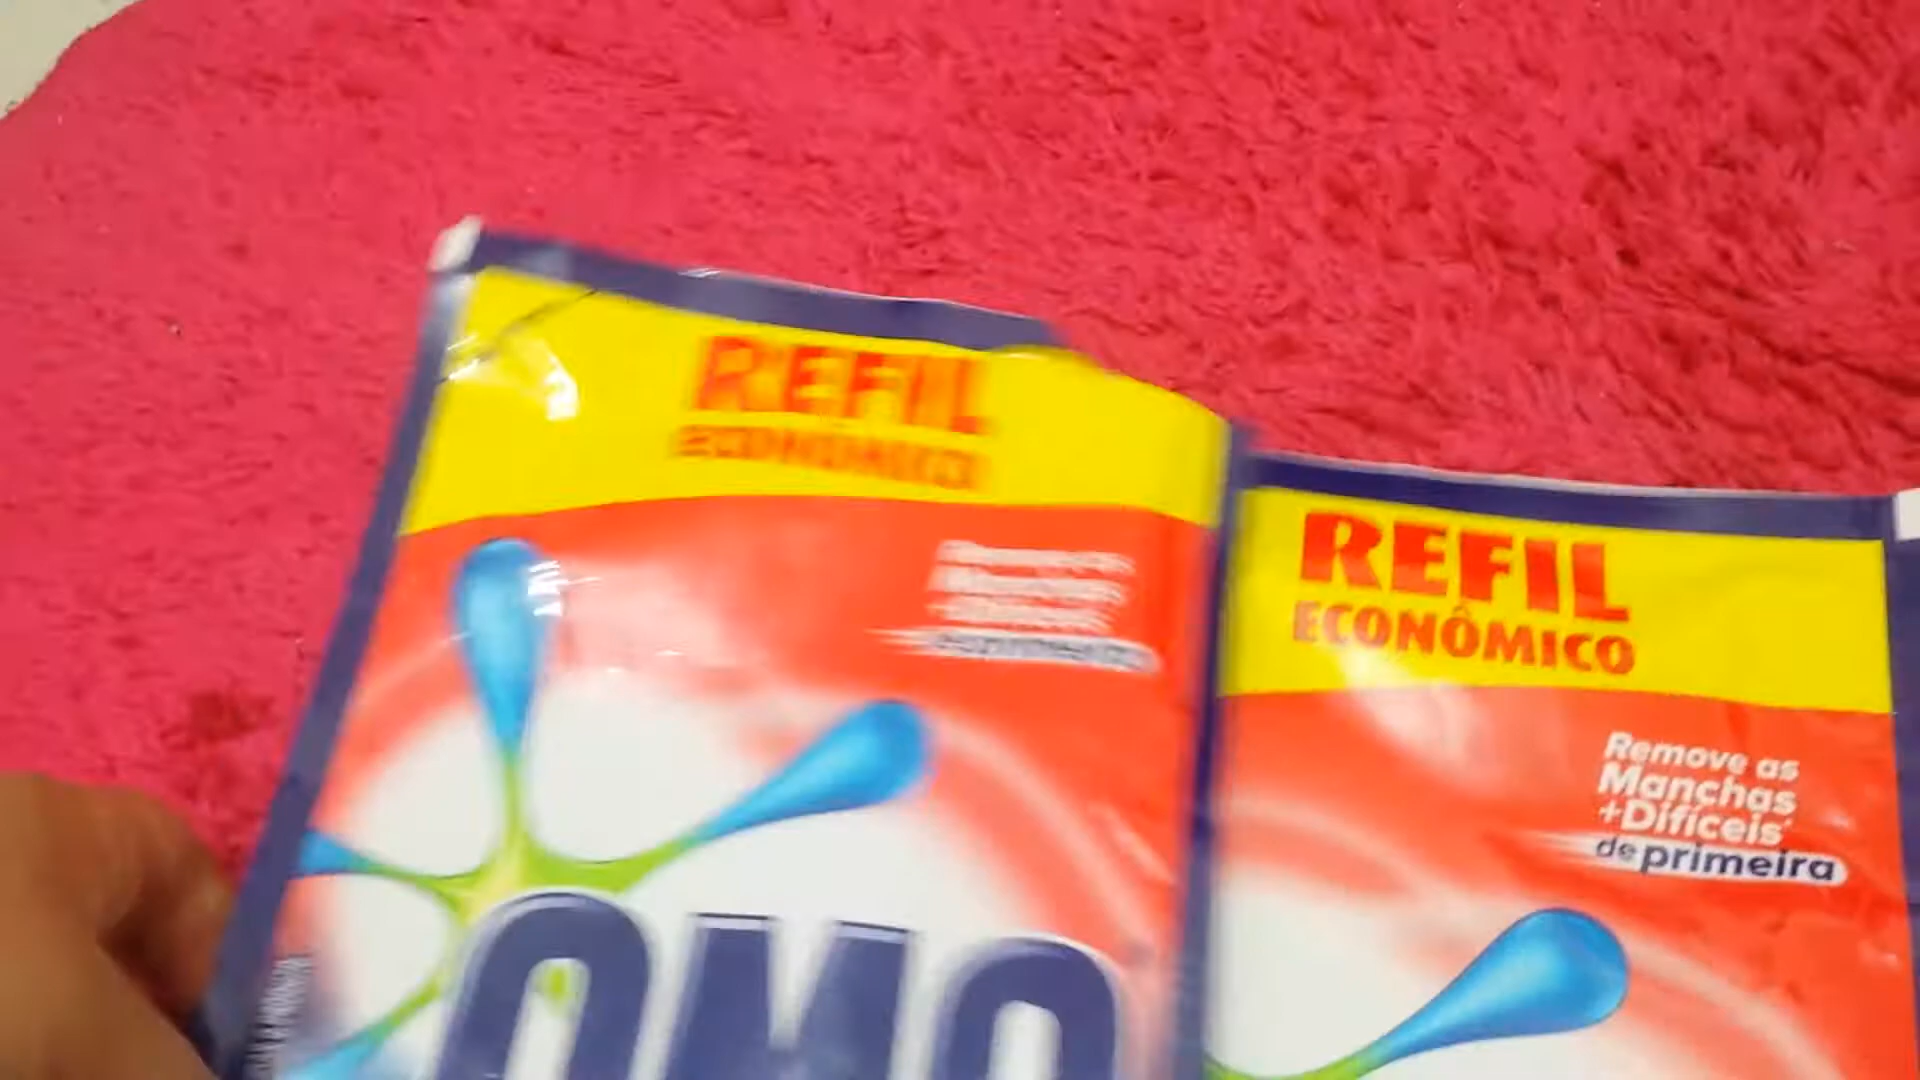 REFIL
ECONÔMICO
OMO
REFIL
ECONÔMICO
Remove as
Manchas
+Difíceis*
de primeira